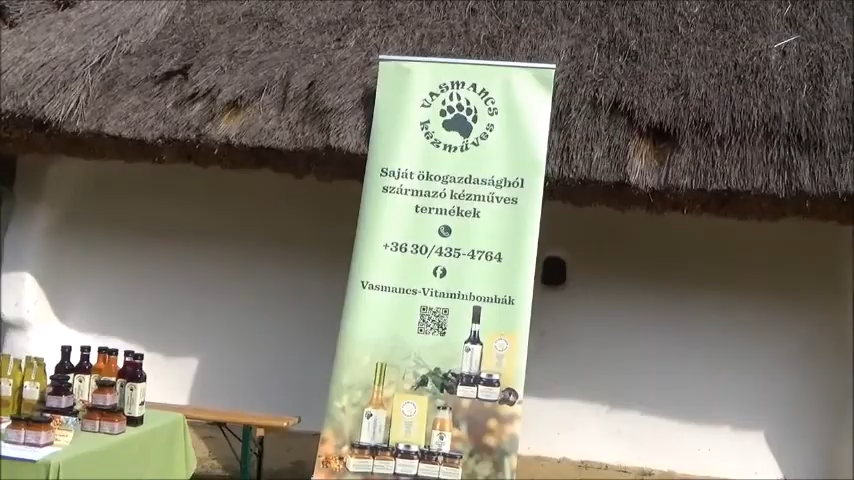 VASMANCS
kézműves
Saját ökogazdaságból
származó kézműves
termékek
+36 30/435-4764
Vasmancs-Vitaminbombák